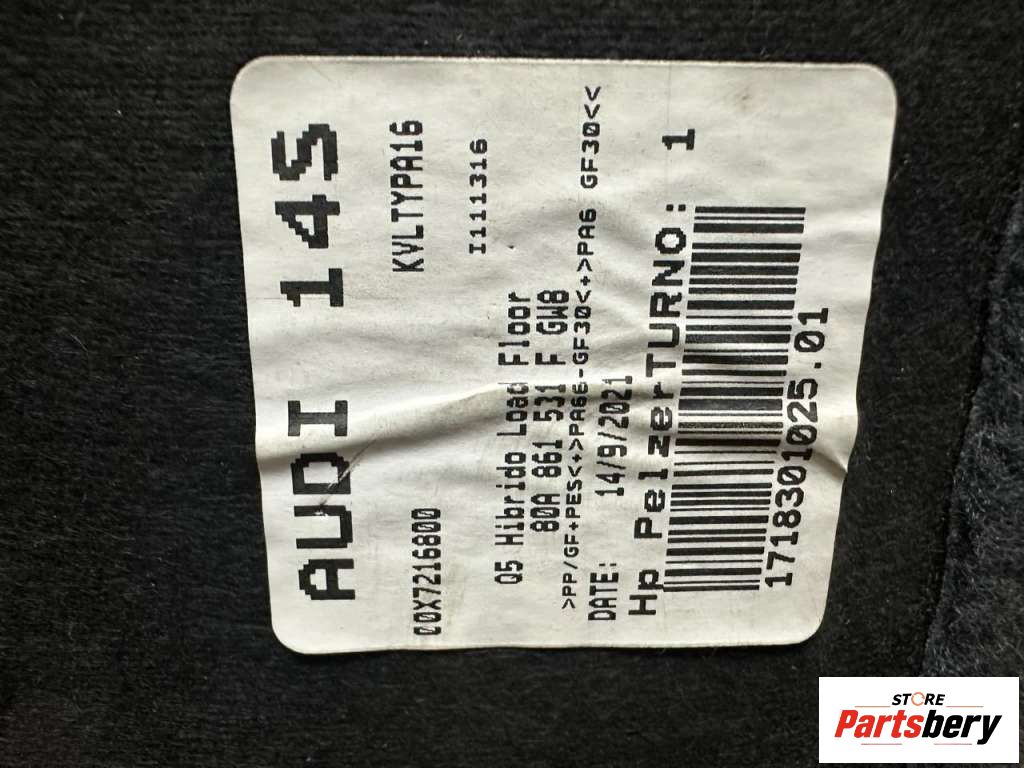 AUDI 14S
00X7216800 KVLTYPA16
I111316
Q5 Hibrido Load Floor
80A 861 531 F GW8
>PP/GF+PES<+>PA66-GF30<+>PA6 GF30<<
DATE: 14/9/2021
Hp PelzerTURNO: 1
1718301025.01
STORE
Partsbery